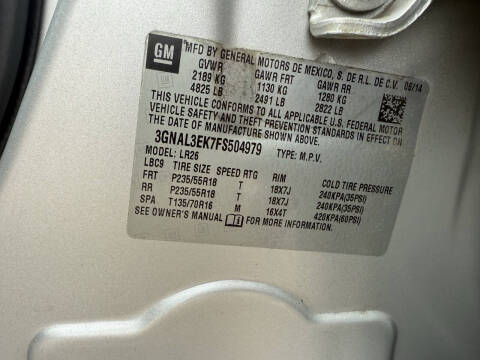 GM
MFD BY GENERAL MOTORS DE MEXICO, S. DE R.L. DE C.V. 08/14
GVWR GAWR FRT GAWR RR
2189 KG 1130 KG 1280 KG
4825 LB 2491 LB 2822 LB
THIS VEHICLE CONFORMS TO ALL APPLICABLE U.S. FEDERAL MOTOR
VEHICLE SAFETY AND THEFT PREVENTION STANDARDS IN EFFECT ON
THE DATE OF MANUFACTURE SHOWN ABOVE.
3GNAL3EK7FS504979 TYPE: M.P.V.
MODEL: LR26
LBC9 TIRE SIZE SPEED RTG RIM COLD TIRE PRESSURE
FRT P235/55R18 T 18X7J 240KPA(35PSI)
RR P235/55R18 T 18X7J 240KPA(35PSI)
SPA T135/70R16 M 16X4T 420KPA(60PSI)
SEE OWNER'S MANUAL FOR MORE INFORMATION.